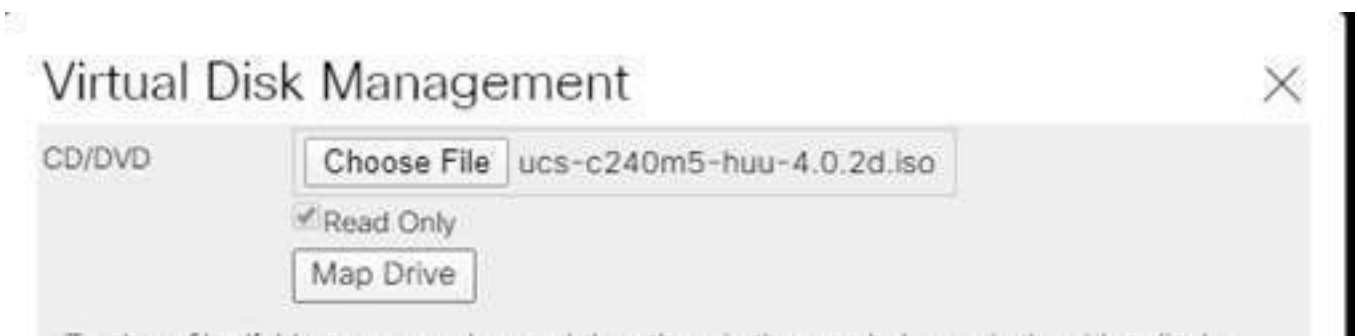 Virtual Disk Management
CD/DVD
Choose File ucs-c240m5-huu-4.0.2d.iso
Read Only
Map Drive